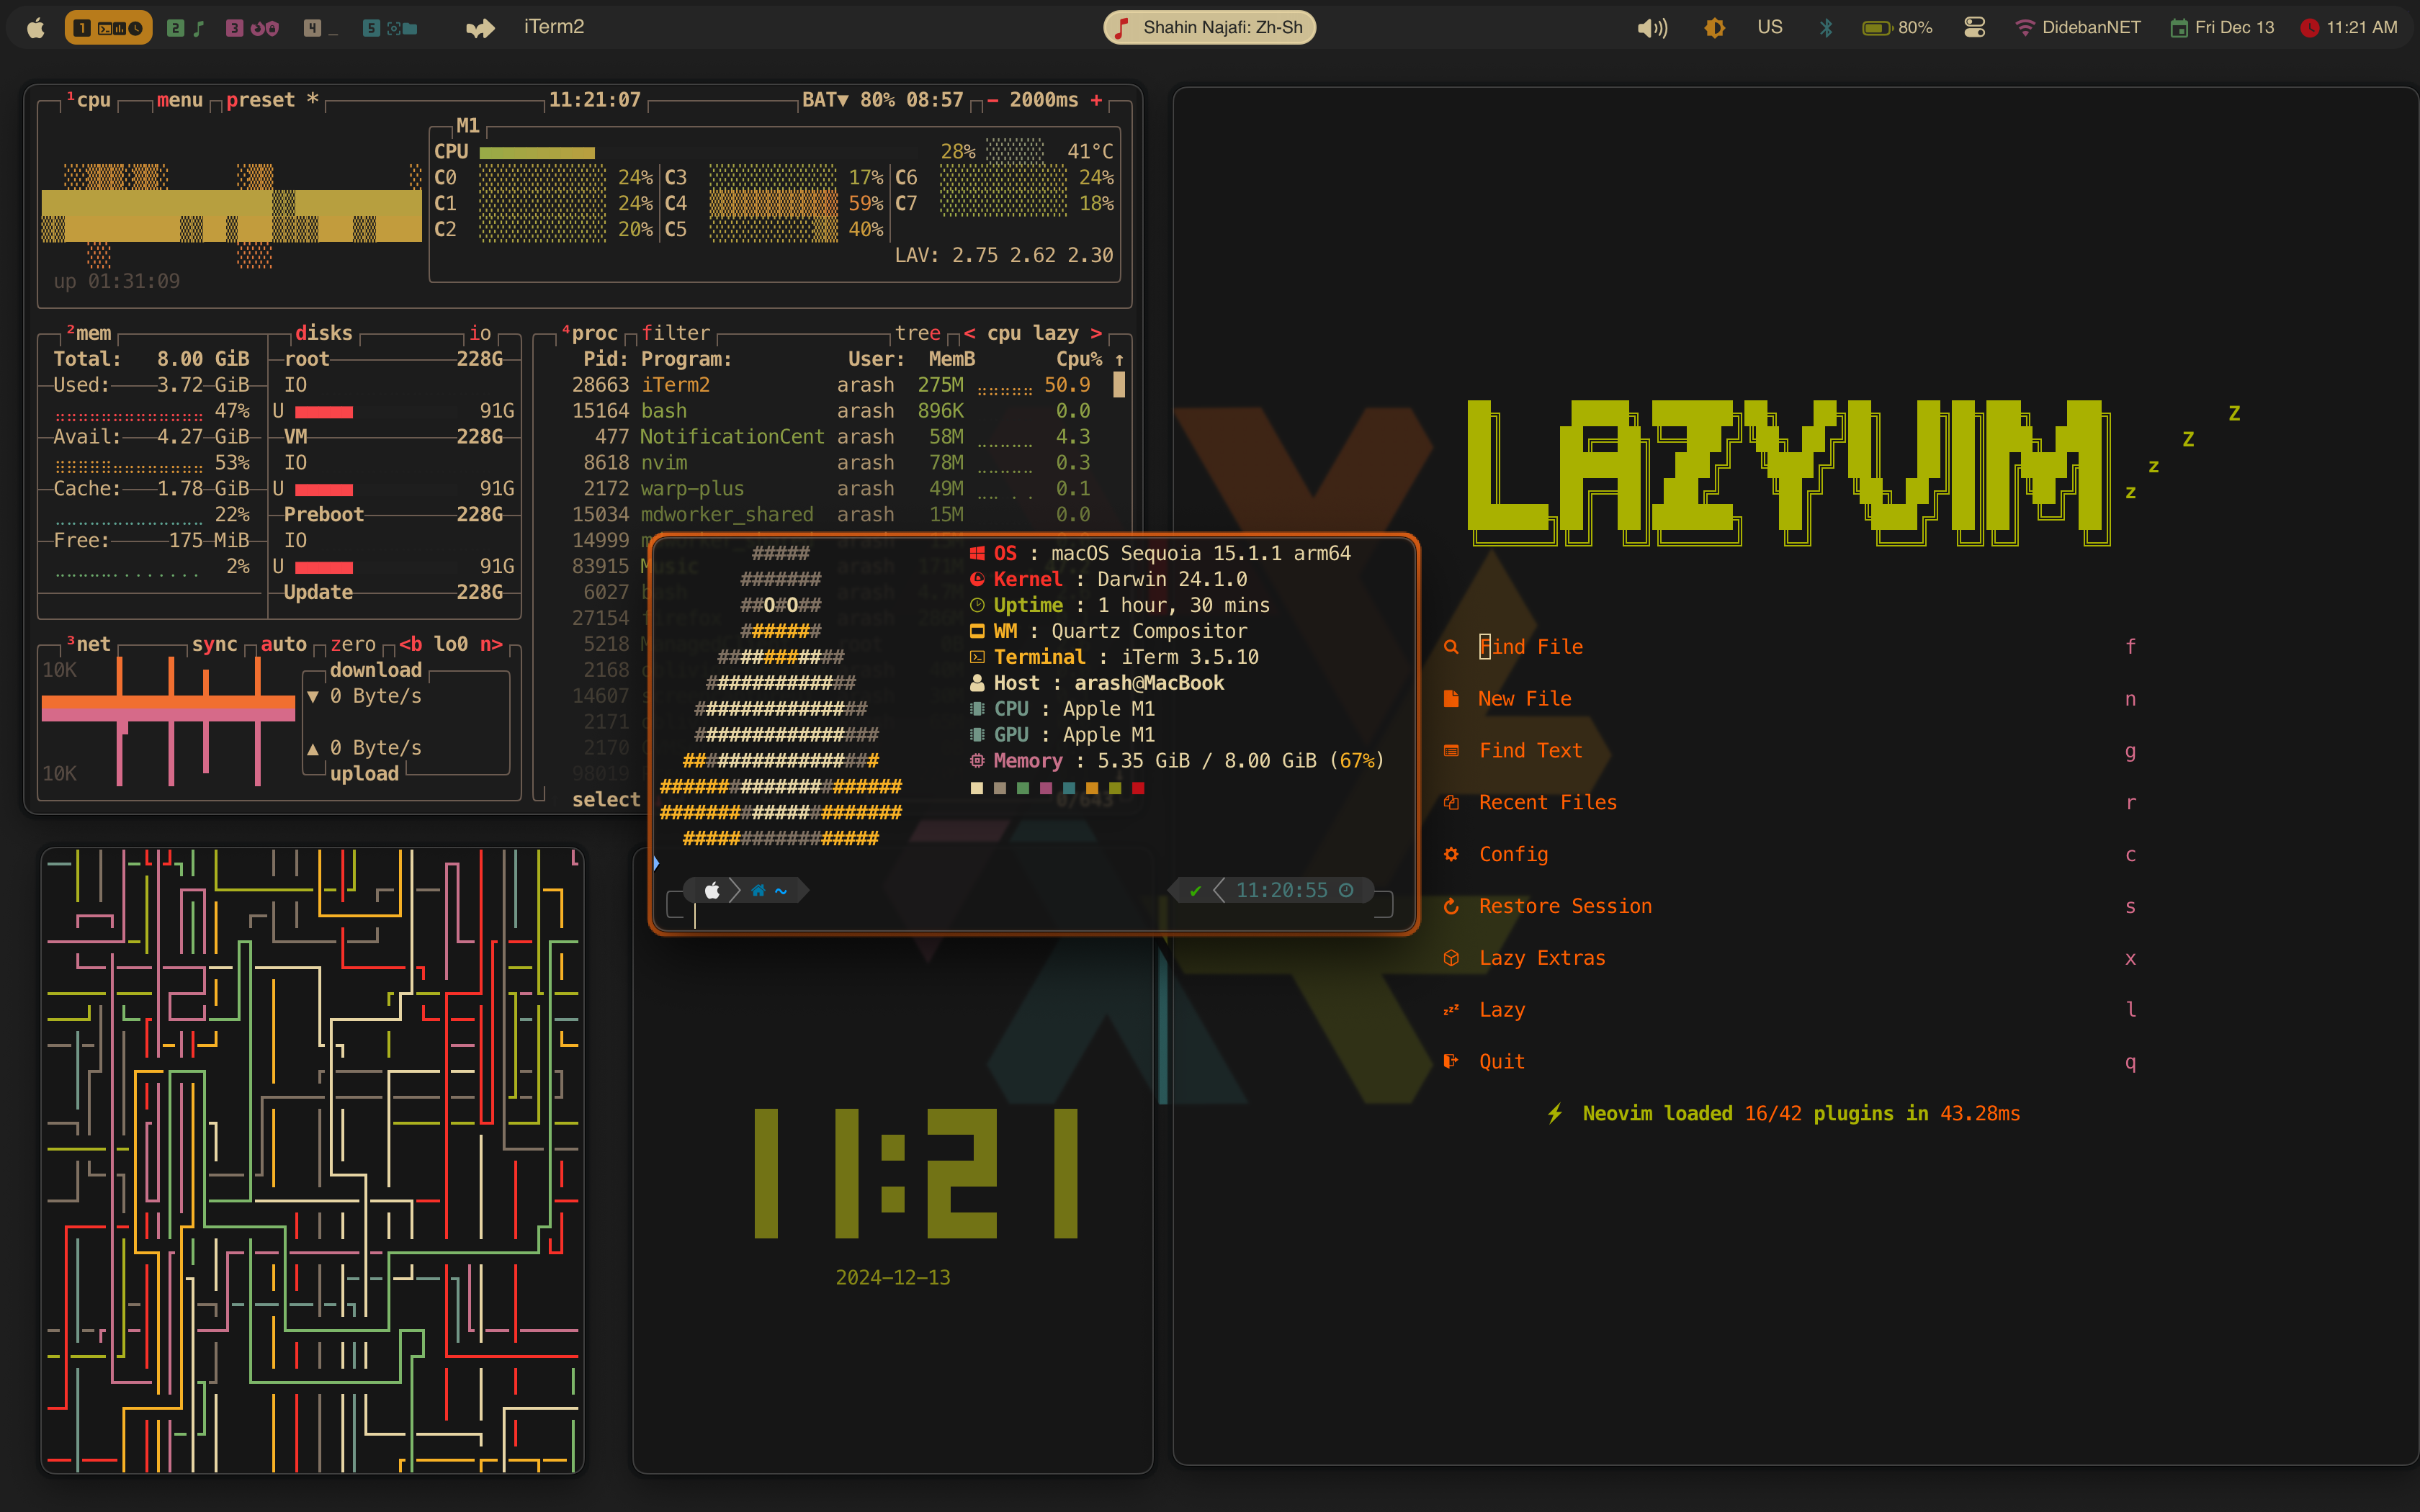 1 2 3 4 _ 5 iTerm2 Shahin Najafi: Zh-Sh US 80% DidebanNET Fri Dec 13 11:21 AM
¹cpu menu preset * 11:21:07 BAT▼ 80% 08:57 - 2000ms +
M1
CPU 28% 41°C
C0 24% C3 17% C6 24%
C1 24% C4 59% C7 18%
C2 20% C5 40%
LAV: 2.75 2.62 2.30
up 01:31:09
²mem disks io
Total: 8.00 GiB root 228G
Used: 3.72 GiB IO
47% U 91G
Avail: 4.27 GiB VM 228G
53% IO
Cache: 1.78 GiB U 91G
22% Preboot 228G
Free: 175 MiB IO
2% U 91G
Update 228G
³net sync auto zero <b lo0 n>
10K download
▼ 0 Byte/s
▲ 0 Byte/s
10K upload
⁴proc filter tree < cpu lazy >
Pid: Program: User: MemB Cpu% ↑
28663 iTerm2 arash 275M 50.9
15164 bash arash 896K 0.0
477 NotificationCent arash 58M 4.3
8618 nvim arash 78M 0.3
2172 warp-plus arash 49M 0.1
15034 mdworker_shared arash 15M 0.0
14999
83915 Music
6027
27154
5218
2168
14607
2171
2170
98019
select 0/643
#####
#######
##O#O##
#######
###########
#############
###############
################
#################
#####################
#####################
#################
OS : macOS Sequoia 15.1.1 arm64
Kernel : Darwin 24.1.0
Uptime : 1 hour, 30 mins
WM : Quartz Compositor
Terminal : iTerm 3.5.10
Host : arash@MacBook
CPU : Apple M1
GPU : Apple M1
Memory : 5.35 GiB / 8.00 GiB (67%)
~ ✔ 11:20:55
11:21
2024-12-13
LAZYVIM z z Z Z
Find File f
New File n
Find Text g
Recent Files r
Config c
Restore Session s
Lazy Extras x
Lazy l
Quit q
Neovim loaded 16/42 plugins in 43.28ms